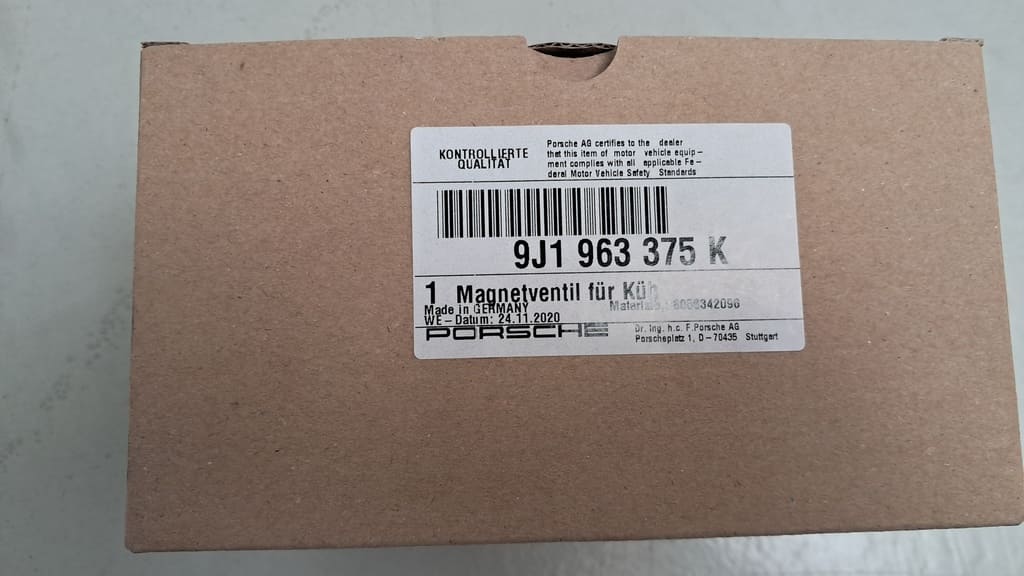 KONTROLLIERTE
QUALITÄT
Porsche AG certifies to the dealer
that this item of motor vehicle equip-
ment complies with all applicable Fe-
deral Motor Vehicle Safety Standards
9J1 963 375 K
1 Magnetventil für Küh
Made in GERMANY
WE-Datum: 24.11.2020
PORSCHE
Dr. Ing. h.c. F.Porsche AG
Porscheplatz 1, D-70435 Stuttgart